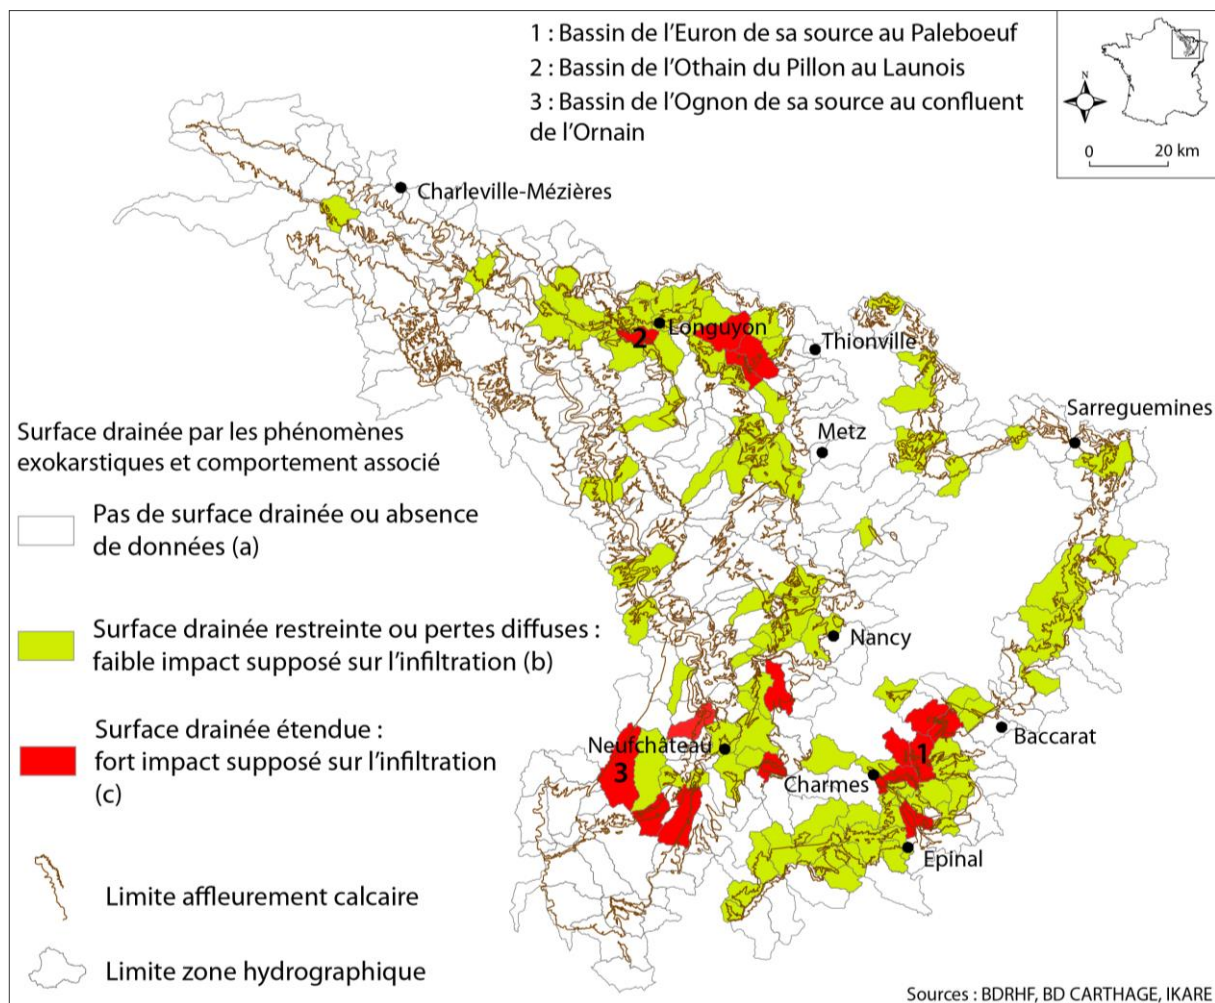 1 : Bassin de l’Euron de sa source au Paleboeuf
2 : Bassin de l’Othain du Pillon au Launois
3 : Bassin de l’Ognon de sa source au confluent
de l’Ornain
N
0 20 km
Charleville-Mézières
Longuyon
2
Thionville
Sarreguemines
Metz
Surface drainée par les phénomènes
exokarstiques et comportement associé
Pas de surface drainée ou absence
de données (a)
Surface drainée restreinte ou pertes diffuses :
faible impact supposé sur l’infiltration (b)
Nancy
Surface drainée étendue :
fort impact supposé sur l’infiltration
(c)
Neufchâteau
Baccarat
1
3
Charmes
Epinal
Limite affleurement calcaire
Limite zone hydrographique
Sources : BDRHF, BD CARTHAGE, IKARE